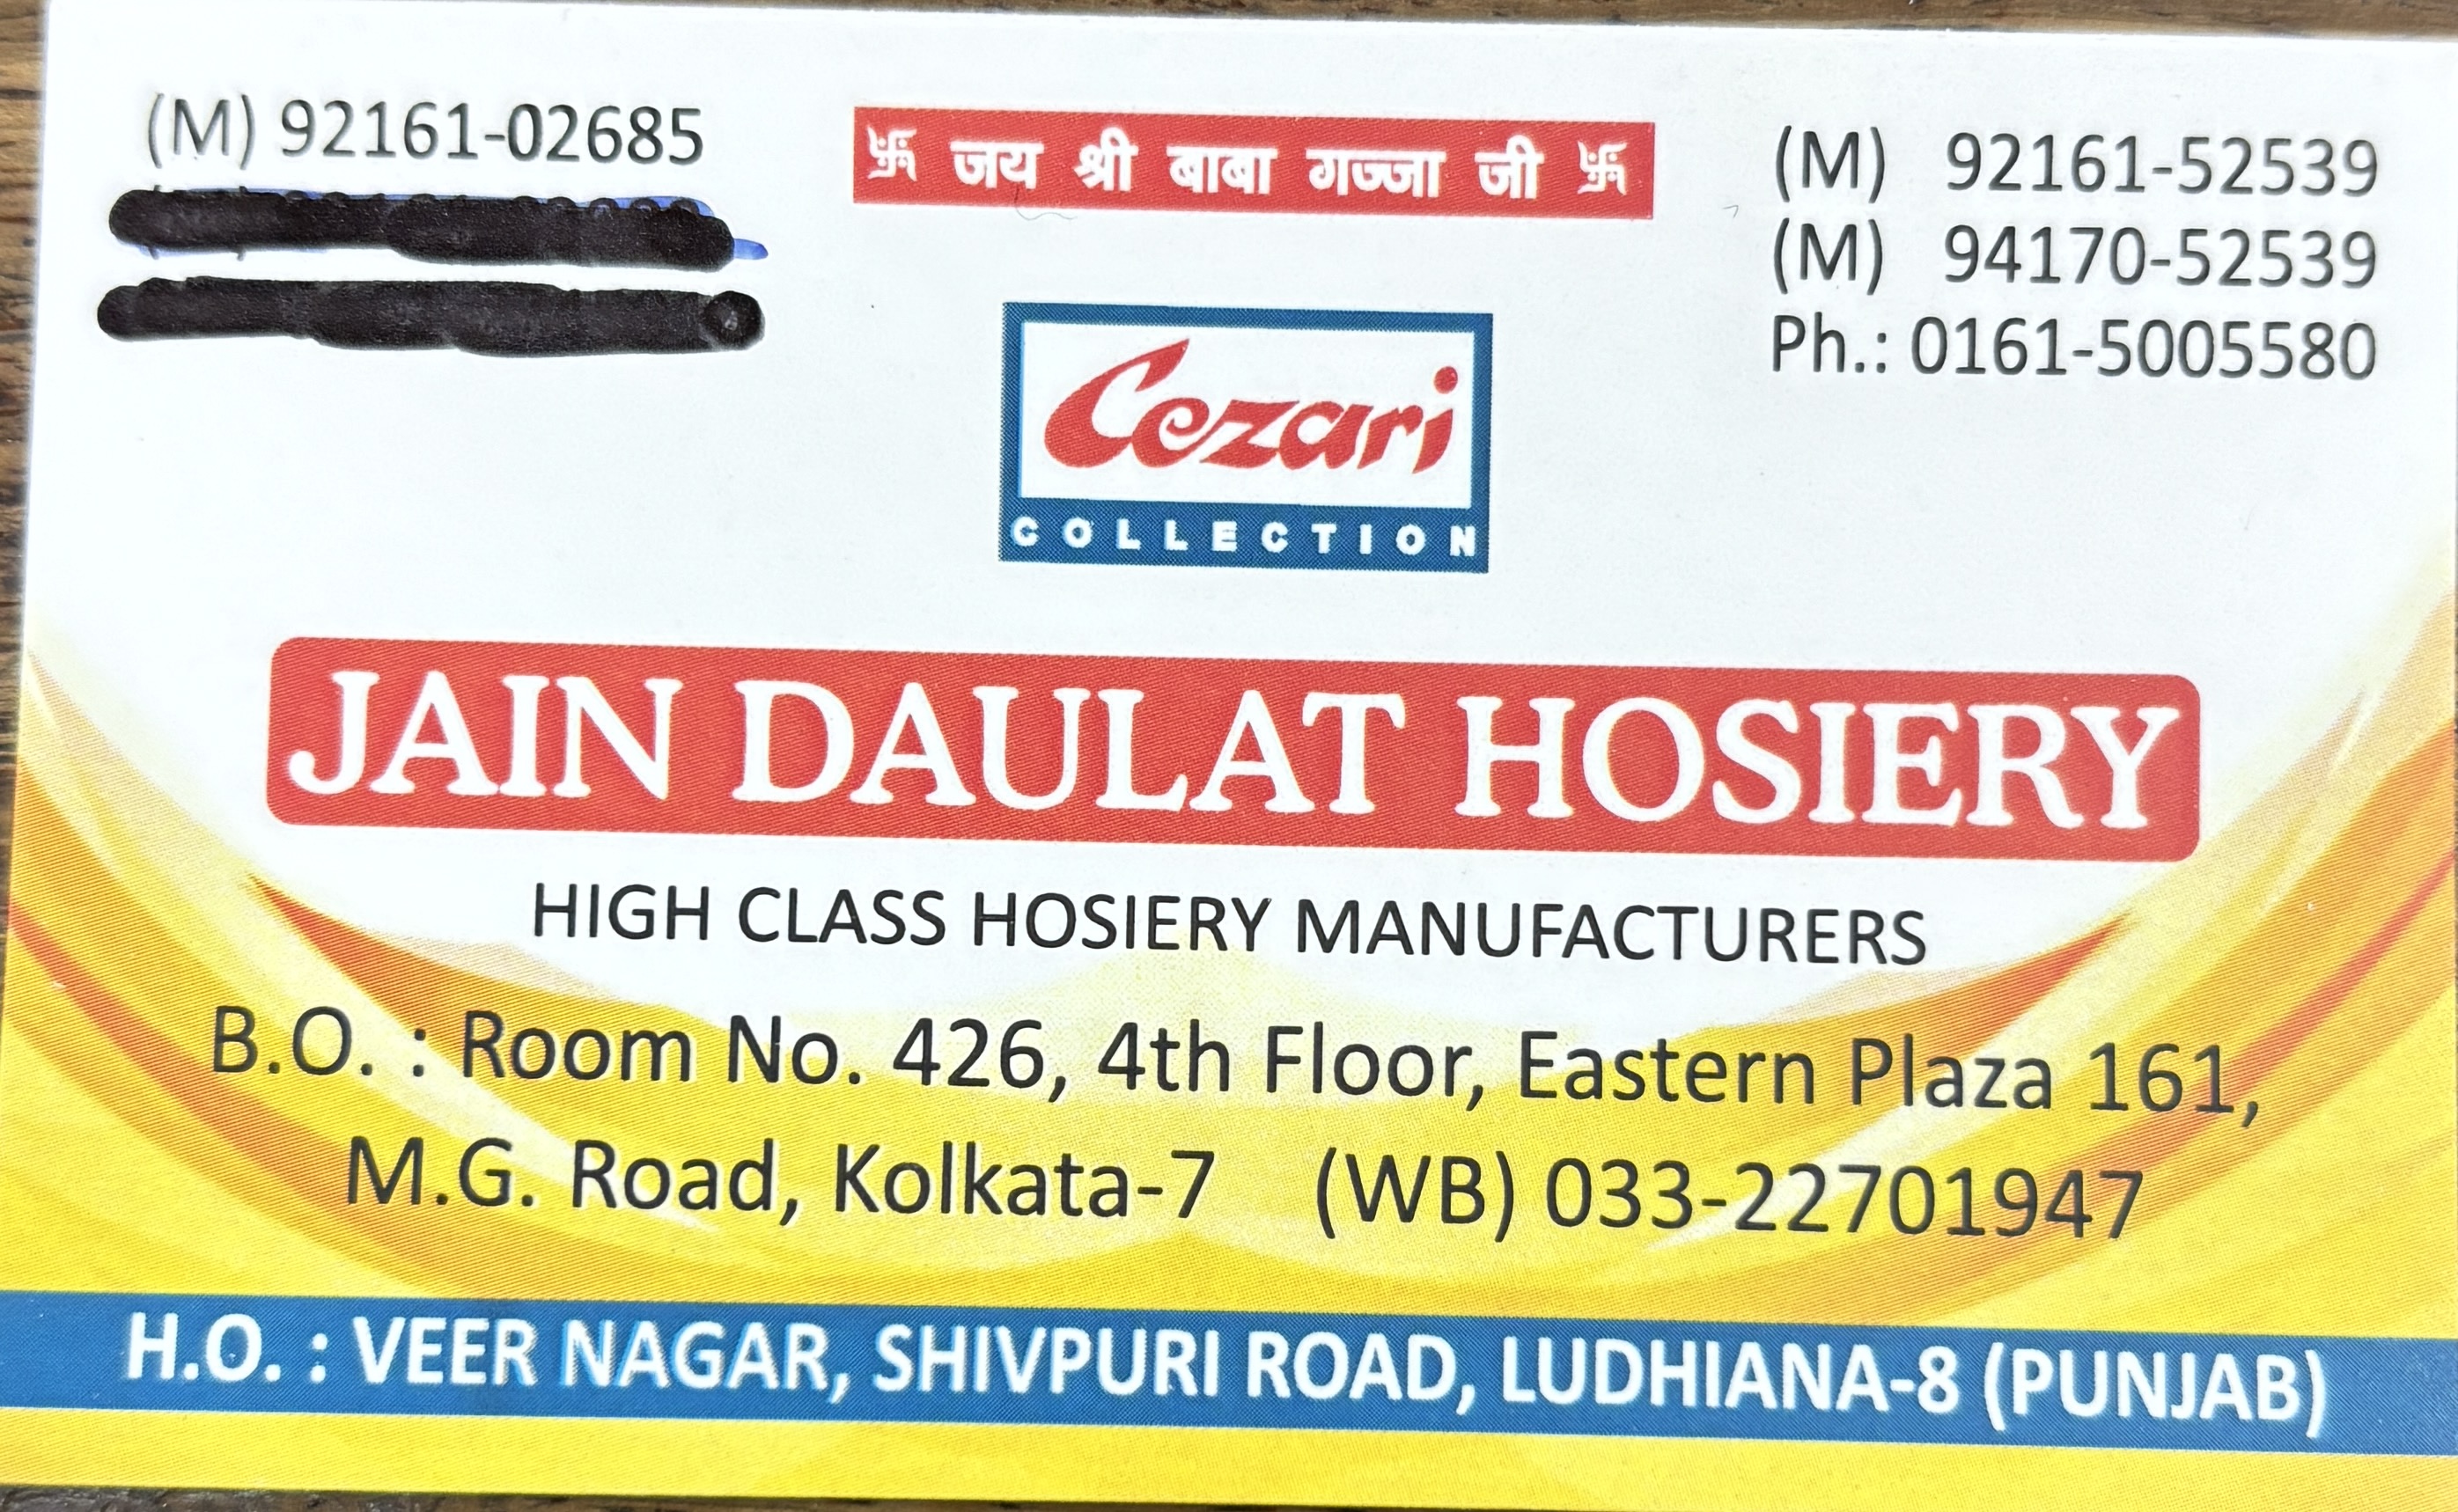 (M) 92161-02685
卐 जय श्री बाबा गज्जा जी 卐
(M) 92161-52539
(M) 94170-52539
Ph.: 0161-5005580
Cezari
COLLECTION
JAIN DAULAT HOSIERY
HIGH CLASS HOSIERY MANUFACTURERS
B.O. : Room No. 426, 4th Floor, Eastern Plaza 161,
M.G. Road, Kolkata-7 (WB) 033-22701947
H.O. : VEER NAGAR, SHIVPURI ROAD, LUDHIANA-8 (PUNJAB)